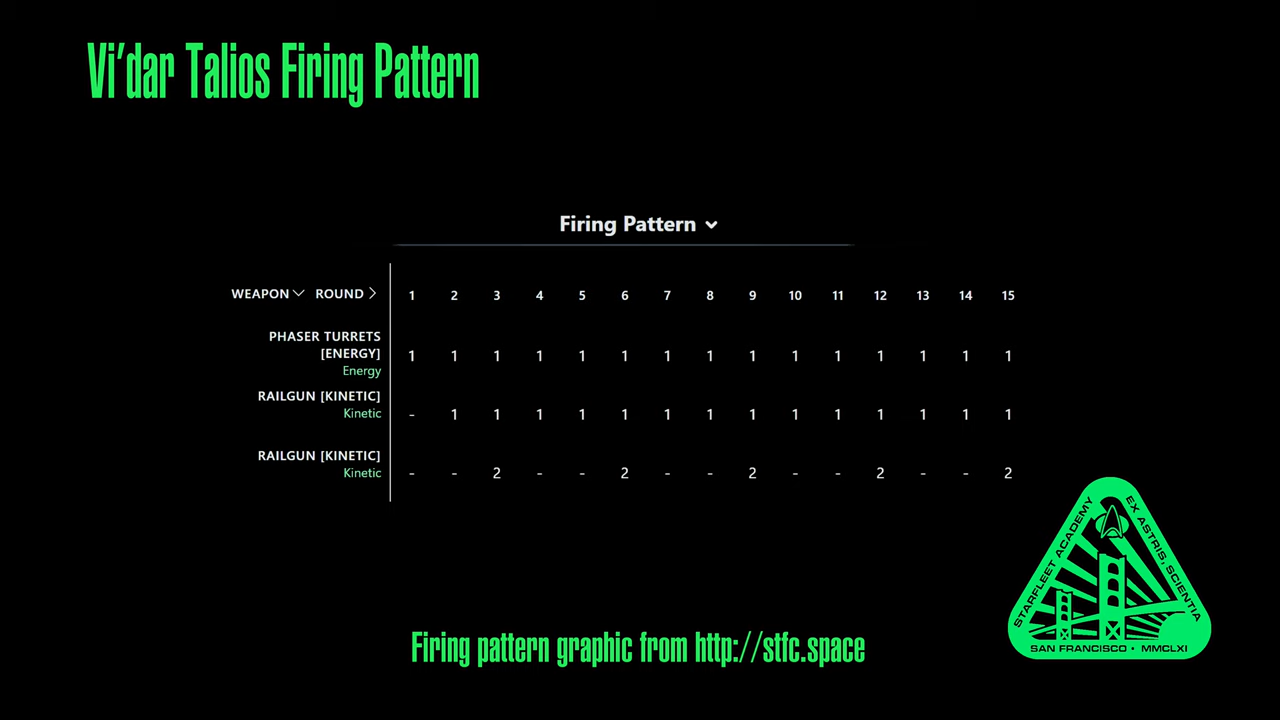 Vi'dar Talios Firing Pattern
Firing Pattern
WEAPON ROUND 1 2 3 4 5 6 7 8 9 10 11 12 13 14 15
PHASER TURRETS
[ENERGY]
Energy
1 1 1 1 1 1 1 1 1 1 1 1 1 1 1
RAILGUN [KINETIC]
Kinetic
- 1 1 1 1 1 1 1 1 1 1 1 1 1 1
RAILGUN [KINETIC]
Kinetic
- - 2 - - 2 - - 2 - - 2 - - 2
STARFLEET ACADEMY
EX ASTRIS, SCIENTIA
SAN FRANCISCO • MMCLXI
Firing pattern graphic from http://stfc.space